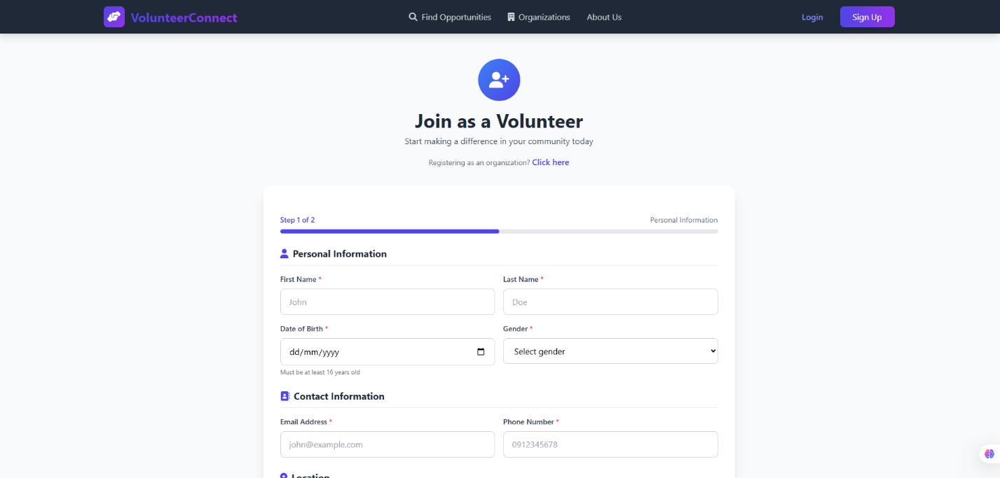 VolunteerConnect Find Opportunities Organizations About Us Login Sign Up
Join as a Volunteer
Start making a difference in your community today
Registering as an organization? Click here
Step 1 of 2 Personal Information
Personal Information
First Name * Last Name *
John Doe
Date of Birth * Gender *
dd/mm/yyyy Select gender
Must be at least 16 years old
Contact Information
Email Address * Phone Number *
john@example.com 0912345678
Location